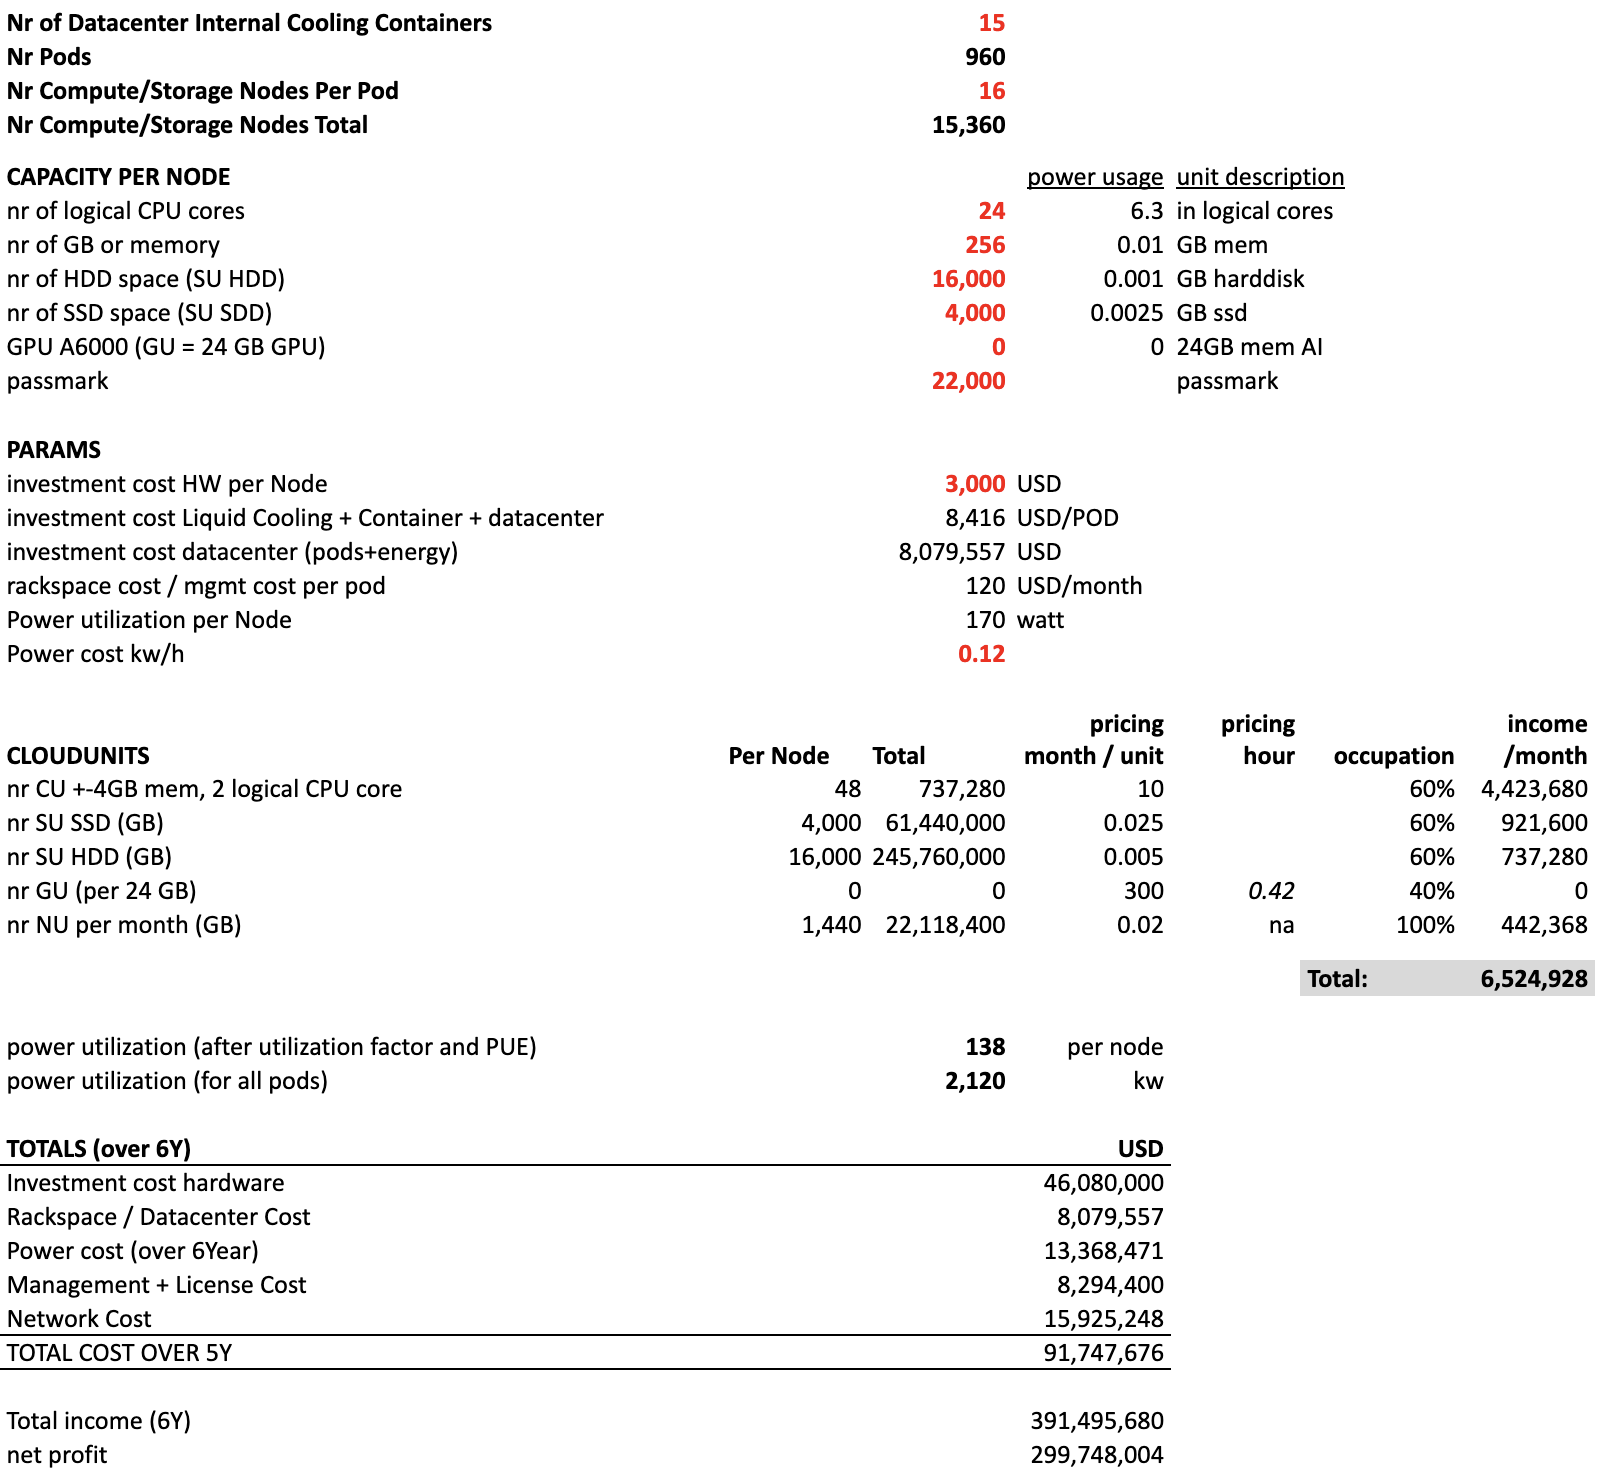 Nr of Datacenter Internal Cooling Containers 15
Nr Pods 960
Nr Compute/Storage Nodes Per Pod 16
Nr Compute/Storage Nodes Total 15,360
CAPACITY PER NODE power usage unit description
nr of logical CPU cores 24 6.3 in logical cores
nr of GB or memory 256 0.01 GB mem
nr of HDD space (SU HDD) 16,000 0.001 GB harddisk
nr of SSD space (SU SDD) 4,000 0.0025 GB ssd
GPU A6000 (GU = 24 GB GPU) 0 0 24GB mem AI
passmark 22,000 passmark
PARAMS
investment cost HW per Node 3,000 USD
investment cost Liquid Cooling + Container + datacenter 8,416 USD/POD
investment cost datacenter (pods+energy) 8,079,557 USD
rackspace cost / mgmt cost per pod 120 USD/month
Power utilization per Node 170 watt
Power cost kw/h 0.12
pricing pricing income
CLOUDUNITS Per Node Total month / unit hour occupation /month
nr CU +-4GB mem, 2 logical CPU core 48 737,280 10 60% 4,423,680
nr SU SSD (GB) 4,000 61,440,000 0.025 60% 921,600
nr SU HDD (GB) 16,000 245,760,000 0.005 60% 737,280
nr GU (per 24 GB) 0 0 300 0.42 40% 0
nr NU per month (GB) 1,440 22,118,400 0.02 na 100% 442,368
Total: 6,524,928
power utilization (after utilization factor and PUE) 138 per node
power utilization (for all pods) 2,120 kw
TOTALS (over 6Y) USD
Investment cost hardware 46,080,000
Rackspace / Datacenter Cost 8,079,557
Power cost (over 6Year) 13,368,471
Management + License Cost 8,294,400
Network Cost 15,925,248
TOTAL COST OVER 5Y 91,747,676
Total income (6Y) 391,495,680
net profit 299,748,004